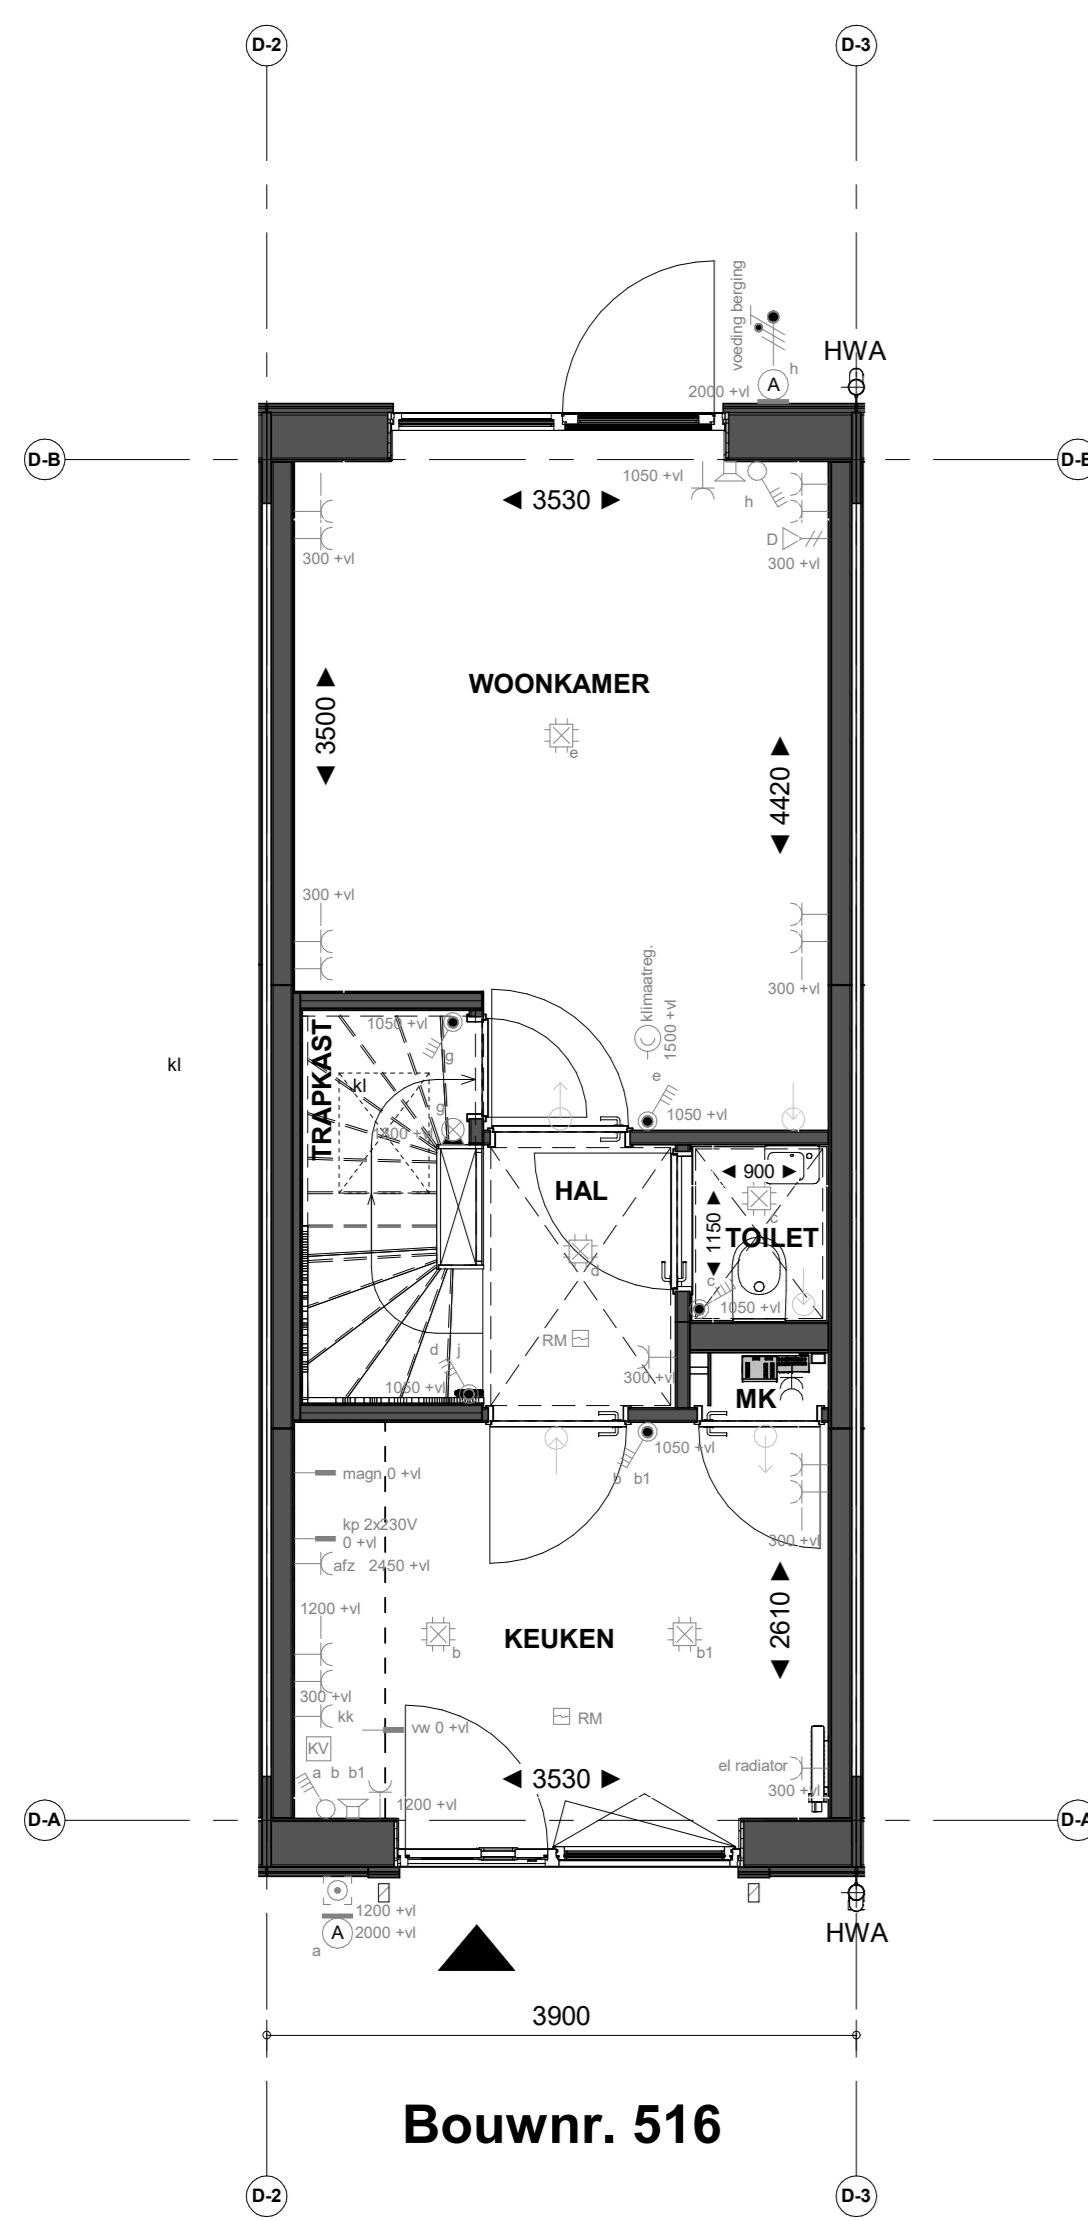 D-2
D-3
voeding berging
HWA
h
A
2000 +vl
D-B
1050 +vl
3530
h
D
300 +vl
300 +vl
WOONKAMER
e
3500
4420
300 +vl
klimaatreg.
1500 +vl
300 +vl
kl
TRAPKAST
1050 +vl
g
kl
e
1050 +vl
g
HAL
900
c
1150
TOILET
d
c
1050 +vl
RM
d j
300 +vl
1050 +vl
MK
1050 +vl
b b1
magn 0 +vl
kp 2x230V
0 +vl
300 +vl
afz 2450 +vl
1200 +vl
2610
KEUKEN
b
b1
300 +vl
kk
RM
vw 0 +vl
KV
a b b1
el radiator
3530
300 +vl
1200 +vl
D-A
D-A
1200 +vl
A
2000 +vl
a
HWA
3900
Bouwnr. 516
D-2
D-3